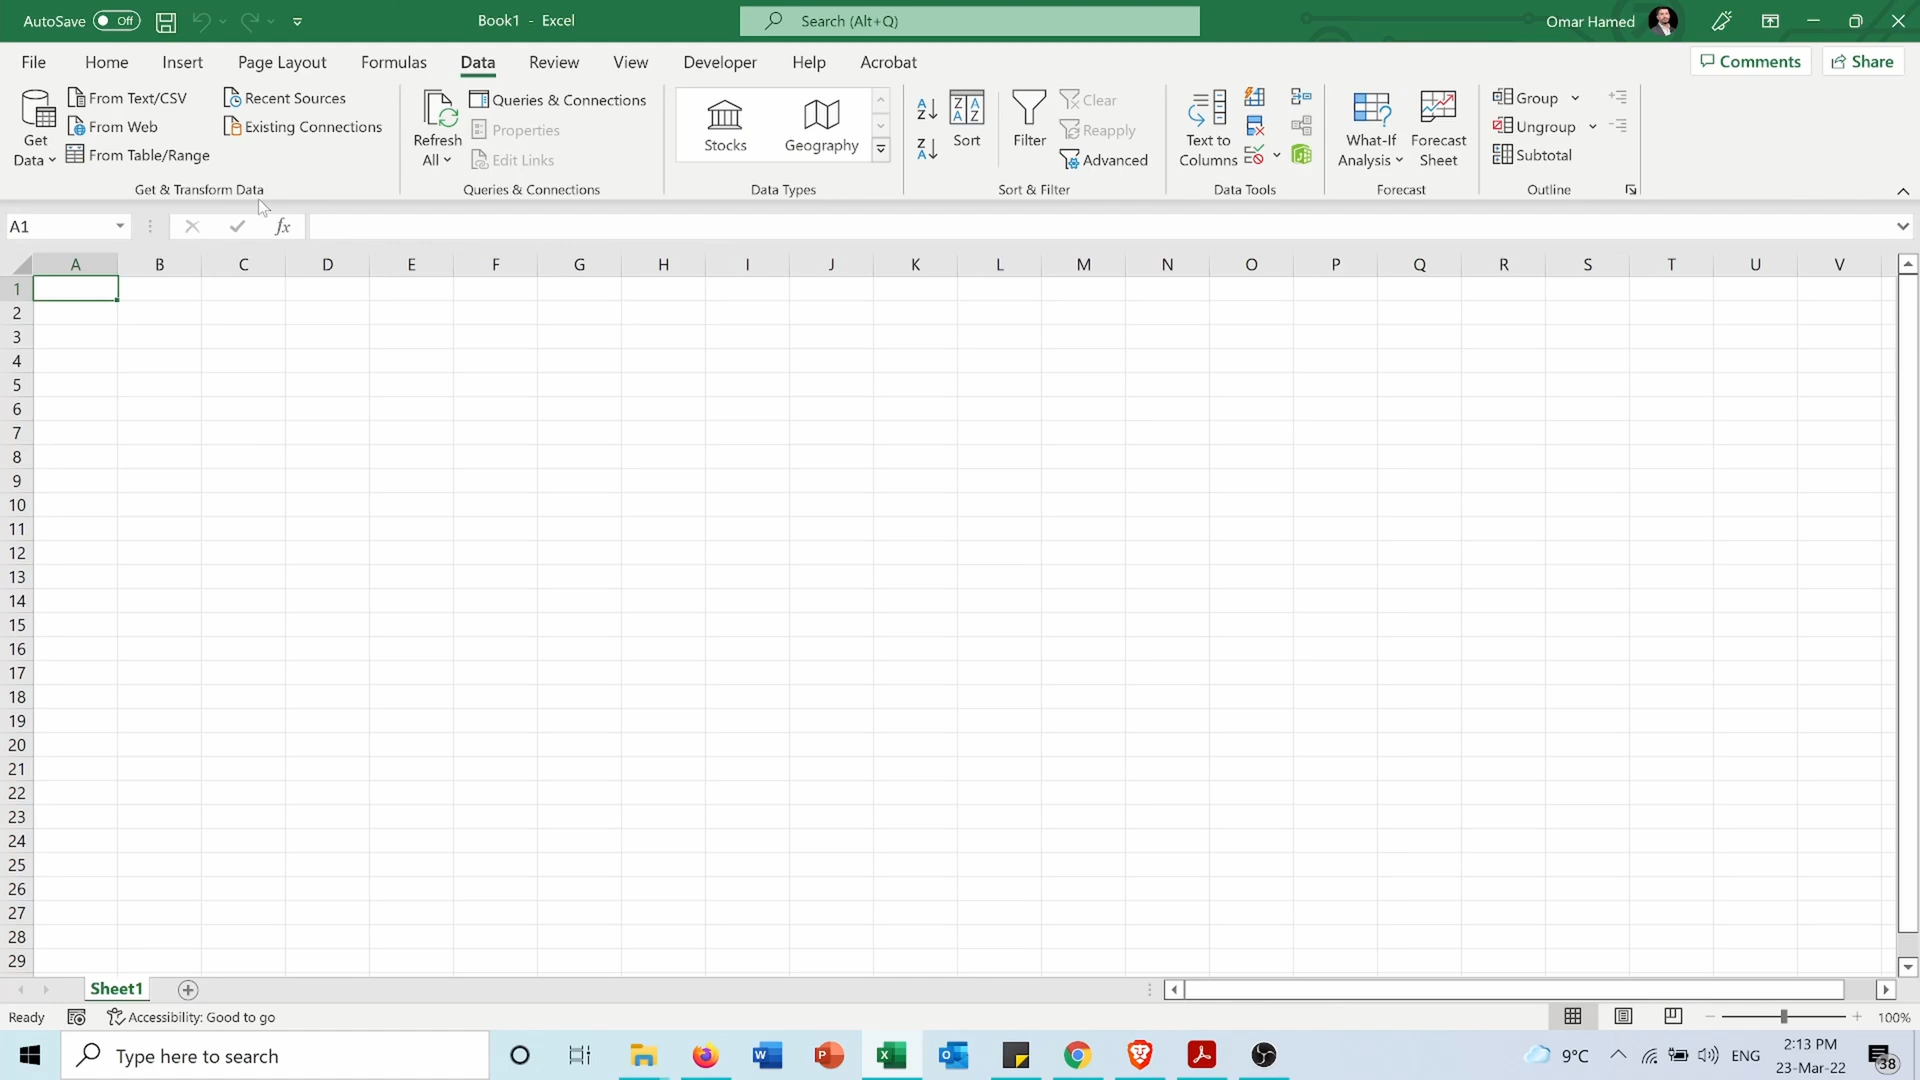 AutoSave Off
Book1 - Excel
Search (Alt+Q)
Omar Hamed
File Home Insert Page Layout Formulas Data Review View Developer Help Acrobat
Comments Share
Get Data
From Text/CSV
From Web
From Table/Range
Recent Sources
Existing Connections
Get & Transform Data
Refresh All
Queries & Connections
Properties
Edit Links
Queries & Connections
Stocks
Geography
Data Types
Sort
Filter
Clear
Reapply
Advanced
Sort & Filter
Text to Columns
Data Tools
What-If Analysis
Forecast Sheet
Forecast
Group
Ungroup
Subtotal
Outline
A1
fx
A B C D E F G H I J K L M N O P Q R S T U V
1
2
3
4
5
6
7
8
9
10
11
12
13
14
15
16
17
18
19
20
21
22
23
24
25
26
27
28
29
Sheet1
Ready
Accessibility: Good to go
100%
Type here to search
9°C
ENG
2:13 PM
23-Mar-22
38